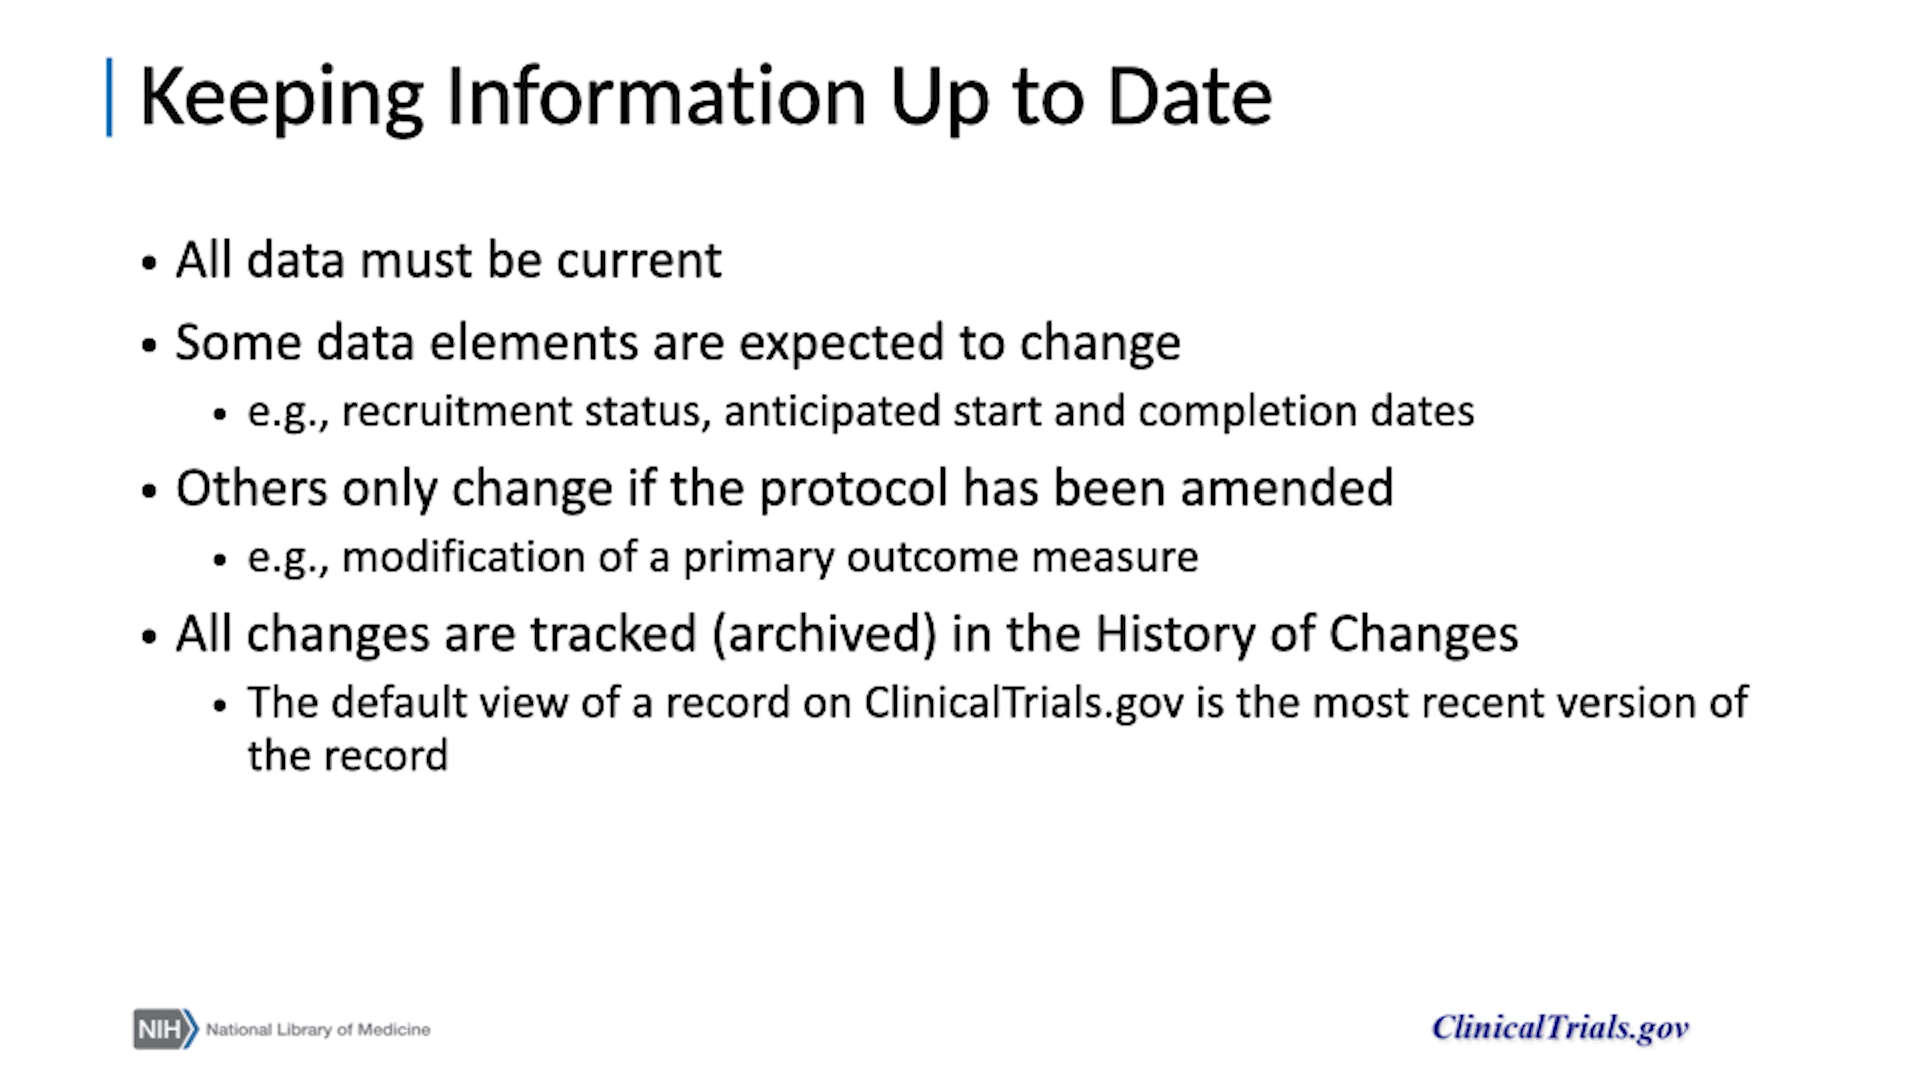 Keeping Information Up to Date
• All data must be current
• Some data elements are expected to change
• e.g., recruitment status, anticipated start and completion dates
• Others only change if the protocol has been amended
• e.g., modification of a primary outcome measure
• All changes are tracked (archived) in the History of Changes
• The default view of a record on ClinicalTrials.gov is the most recent version of
the record
NIH National Library of Medicine
ClinicalTrials.gov